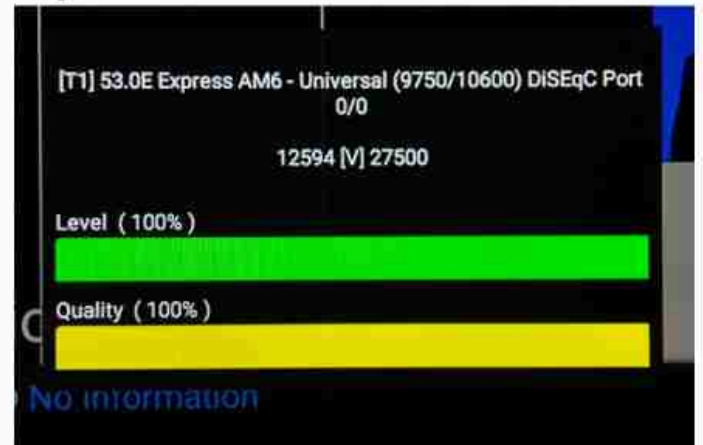 [T1] 53.0E Express AM6 - Universal (9750/10600) DiSEqC Port
0/0
12594 [V] 27500
Level ( 100% )
Quality ( 100% )
No information